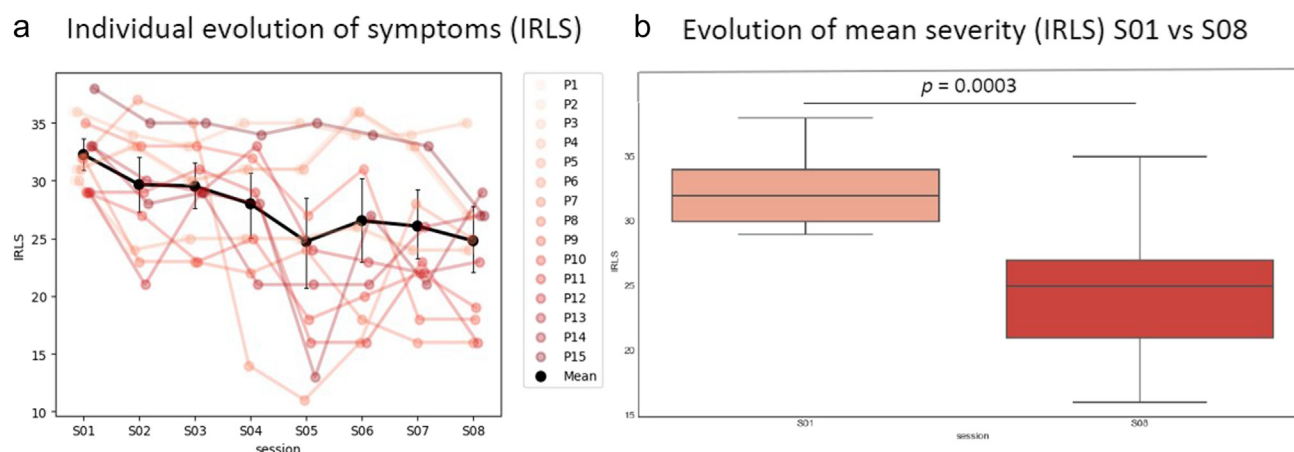 a Individual evolution of symptoms (IRLS)
IRLS
35
30
25
20
15
10
S01 S02 S03 S04 S05 S06 S07 S08
session
P1
P2
P3
P4
P5
P6
P7
P8
P9
P10
P11
P12
P13
P14
P15
Mean
b Evolution of mean severity (IRLS) S01 vs S08
p = 0.0003
IRLS
35
30
25
20
15
S01 S08
session